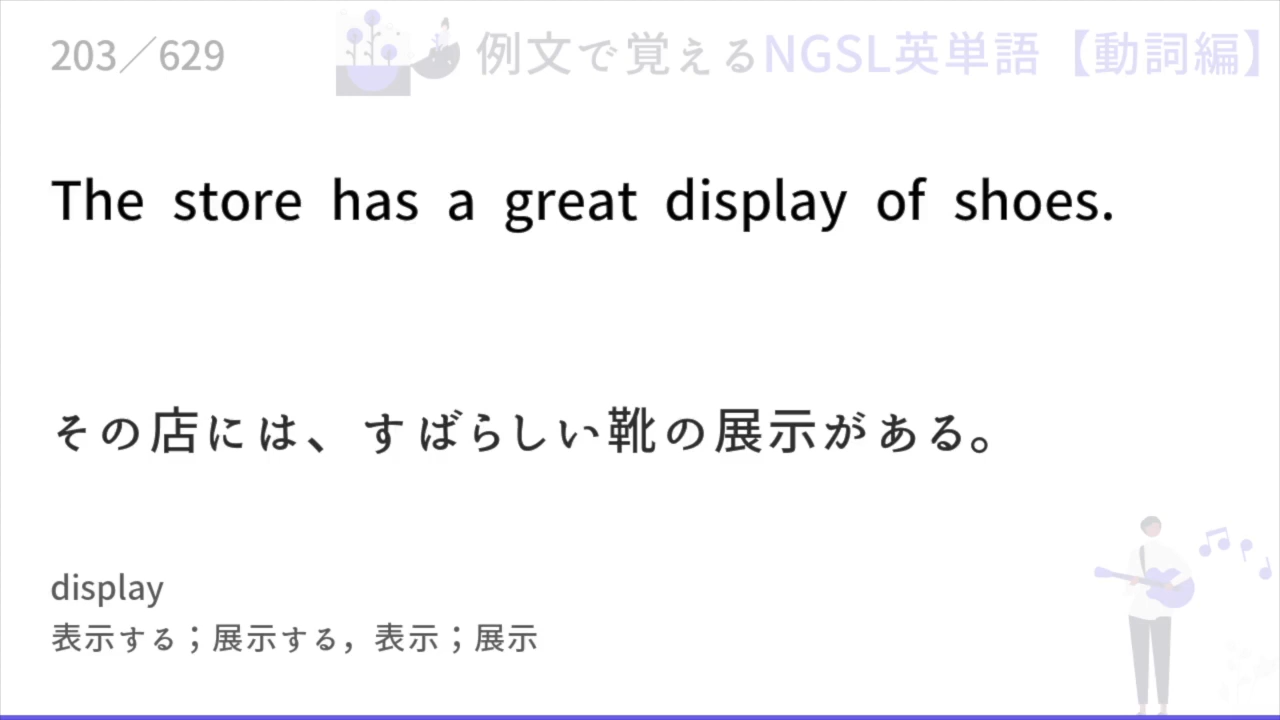 203／629
例文で覚えるNGSL英単語【動詞編】
The store has a great display of shoes.
その店には、すばらしい靴の展示がある。
display
表示する；展示する，表示；展示